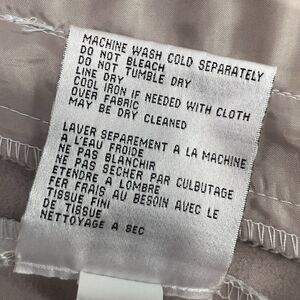 MACHINE WASH COLD SEPARATELY
DO NOT BLEACH
DO NOT TUMBLE DRY
LINE DRY
COOL IRON IF NEEDED WITH CLOTH
OVER FABRIC
MAY BE DRY CLEANED
LAVER SEPAREMENT A LA MACHINE
A L'EAU FROIDE
NE PAS BLANCHIR
NE PAS SECHER PAR CULBUTAGE
ETENDRE A LOMBRE
FER FRAIS AU BESOIN AVEC LE
TISSUE FINI
DE TISSUE
NETTOYAGE A SEC